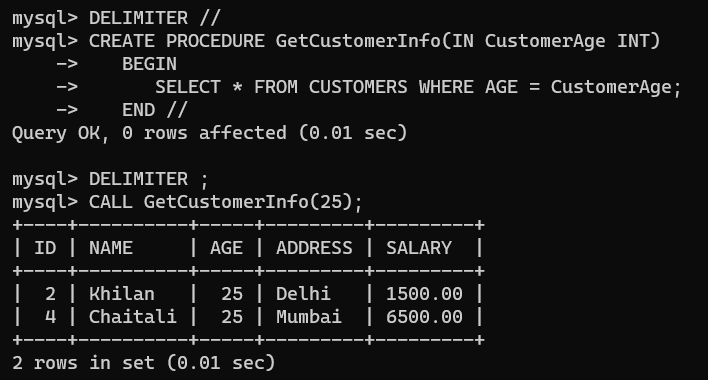 mysql> DELIMITER //
mysql> CREATE PROCEDURE GetCustomerInfo(IN CustomerAge INT)
    ->    BEGIN
    ->       SELECT * FROM CUSTOMERS WHERE AGE = CustomerAge;
    ->    END //
Query OK, 0 rows affected (0.01 sec)

mysql> DELIMITER ;
mysql> CALL GetCustomerInfo(25);
+----+----------+-----+---------+---------+
| ID | NAME     | AGE | ADDRESS | SALARY  |
+----+----------+-----+---------+---------+
|  2 | Khilan   |  25 | Delhi   | 1500.00 |
|  4 | Chaitali |  25 | Mumbai  | 6500.00 |
+----+----------+-----+---------+---------+
2 rows in set (0.01 sec)